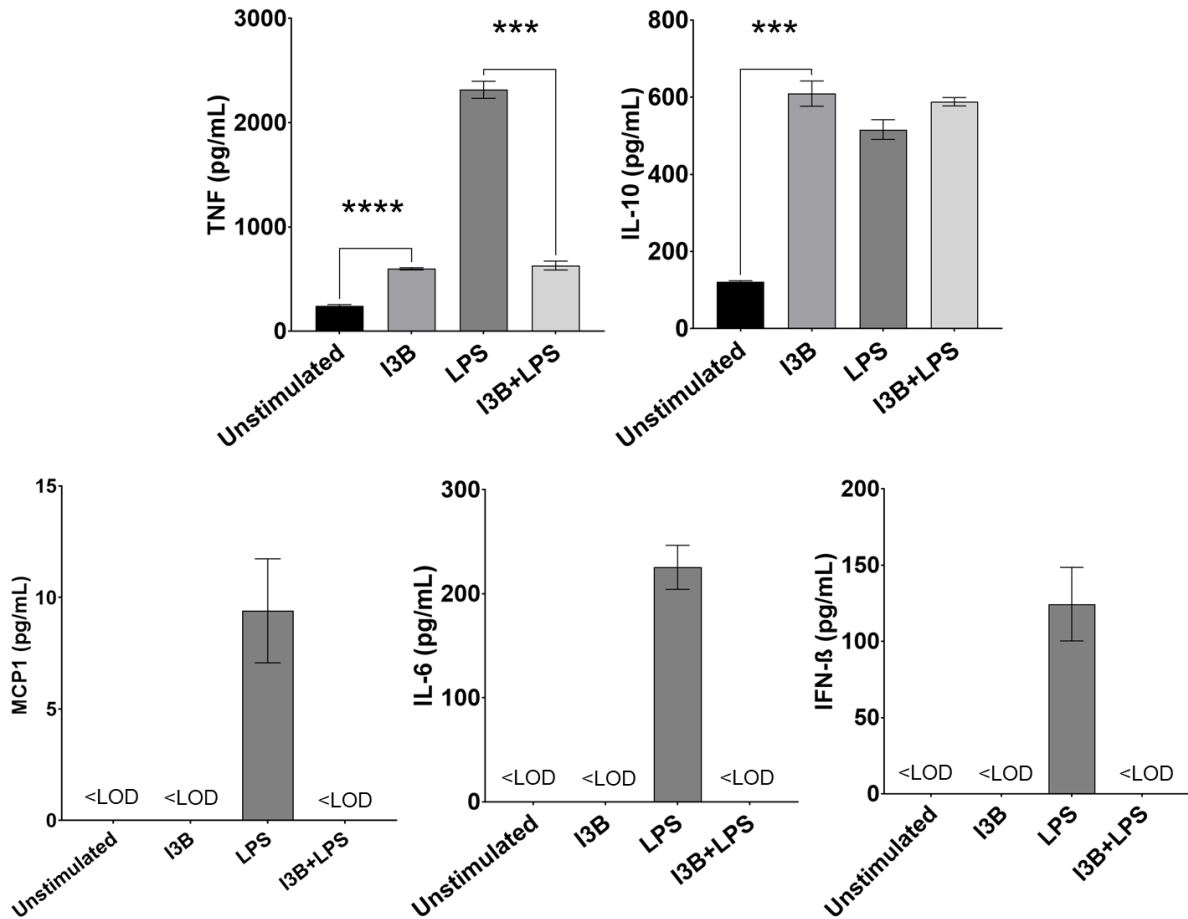 TNF (pg/mL)
3000
2000
1000
0
***
****
Unstimulated
I3B
LPS
I3B+LPS
IL-10 (pg/mL)
800
600
400
200
0
***
Unstimulated
I3B
LPS
I3B+LPS
MCP1 (pg/mL)
15
10
5
0
<LOD
<LOD
<LOD
Unstimulated
I3B
LPS
I3B+LPS
IL-6 (pg/mL)
300
200
100
0
<LOD
<LOD
<LOD
Unstimulated
I3B
LPS
I3B+LPS
IFN-ß (pg/mL)
200
150
100
50
0
<LOD
<LOD
<LOD
Unstimulated
I3B
LPS
I3B+LPS